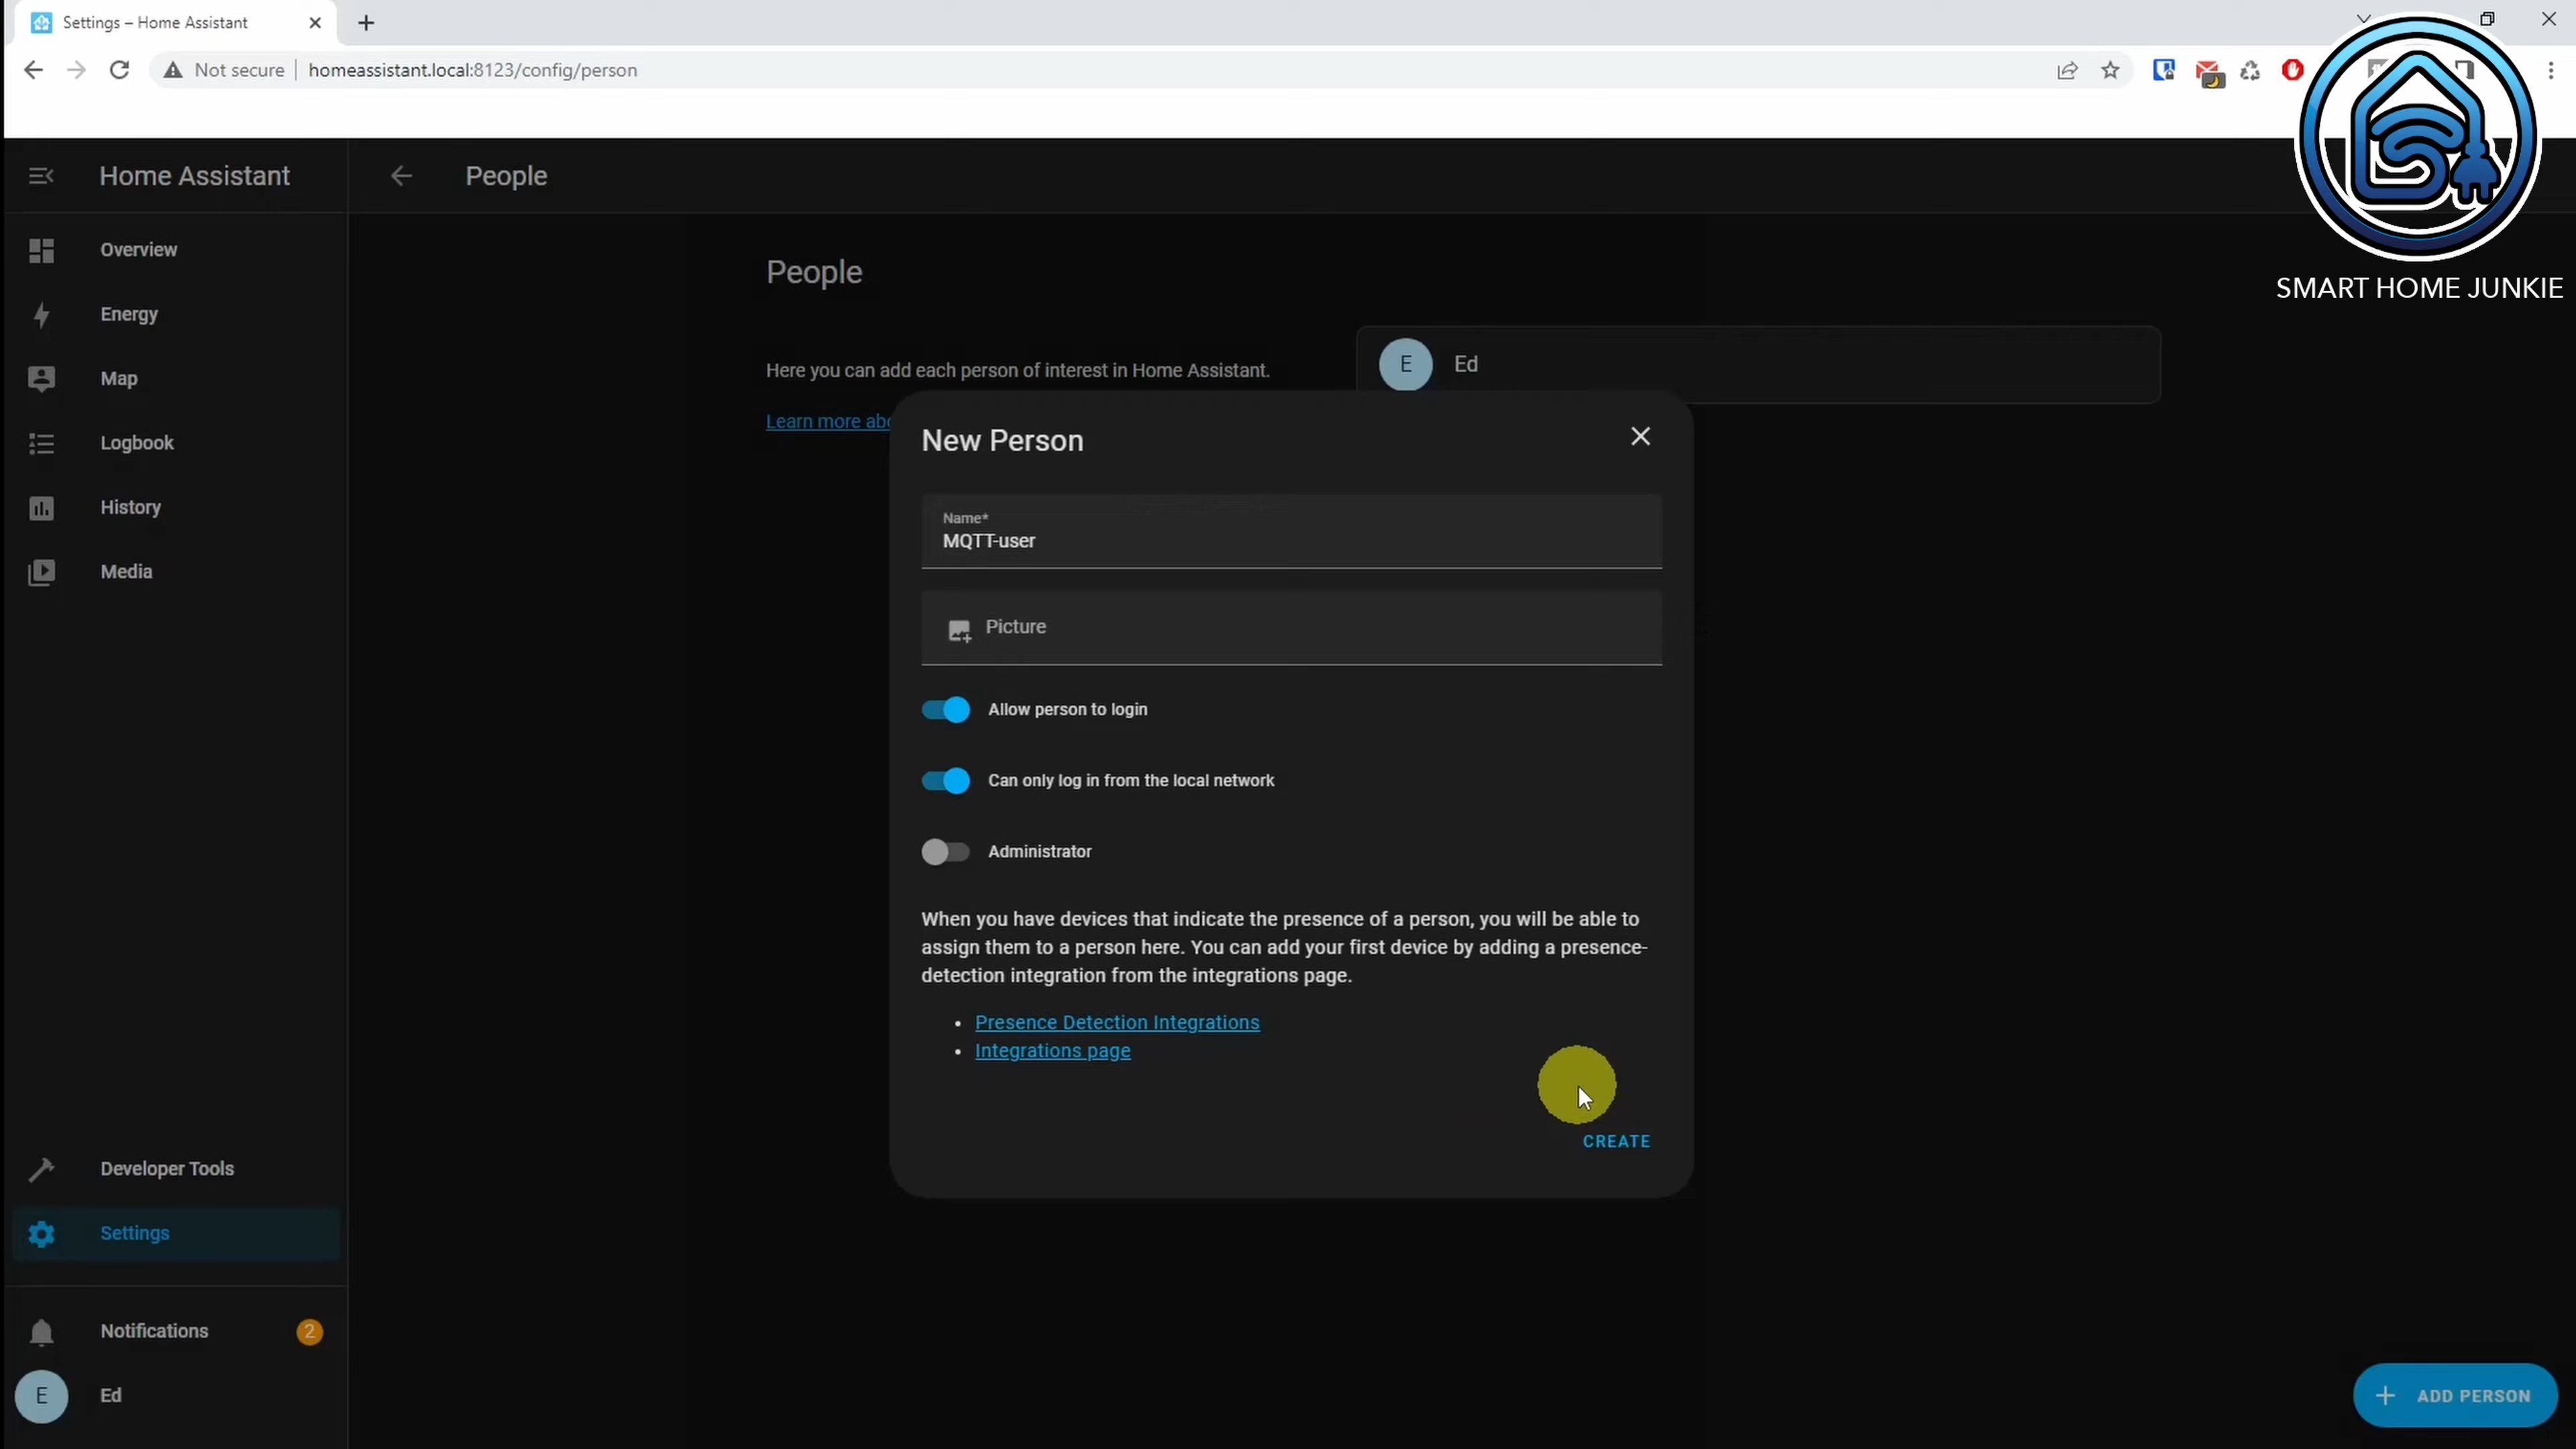 Settings – Home Assistant
Not secure
homeassistant.local:8123/config/person
SMART HOME JUNKIE
Home Assistant
People
Overview
Energy
Map
Logbook
History
Media
Developer Tools
Settings
Notifications
2
E
Ed
People
Here you can add each person of interest in Home Assistant.
Learn more abo
E
Ed
New Person
Name*
MQTT-user
Picture
Allow person to login
Can only log in from the local network
Administrator
When you have devices that indicate the presence of a person, you will be able to
assign them to a person here. You can add your first device by adding a presence-
detection integration from the integrations page.
• Presence Detection Integrations
• Integrations page
CREATE
ADD PERSON